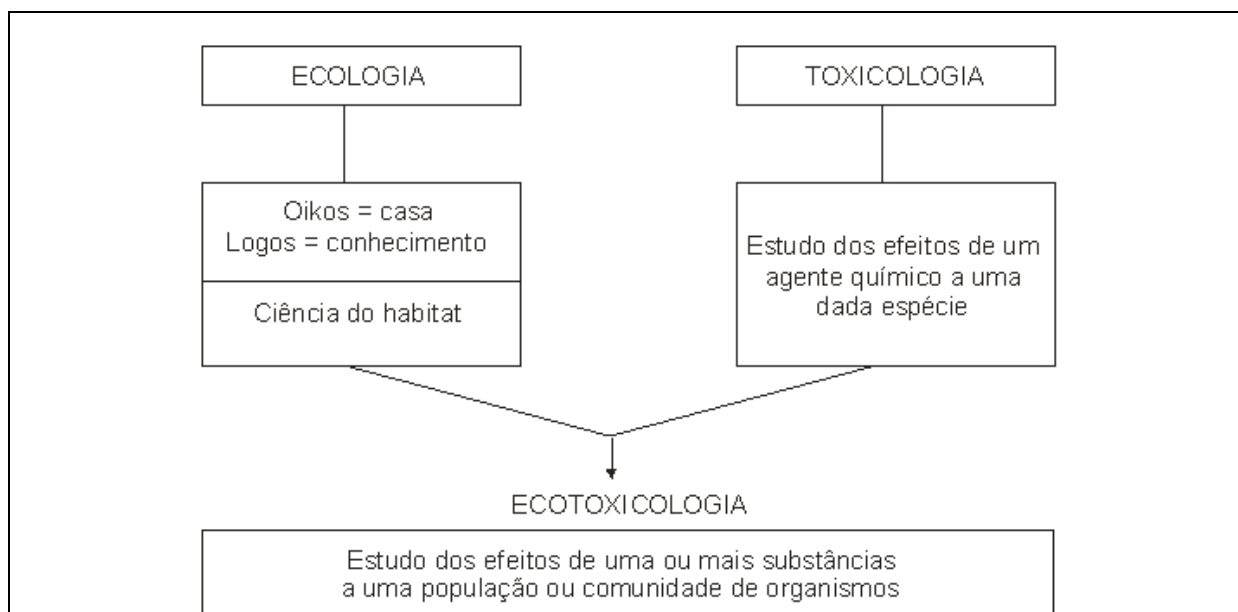 ECOLOGIA
TOXICOLOGIA
Oikos = casa
Logos = conhecimento
Ciência do habitat
Estudo dos efeitos de um
agente químico a uma
dada espécie
ECOTOXICOLOGIA
Estudo dos efeitos de uma ou mais substâncias
a uma população ou comunidade de organismos